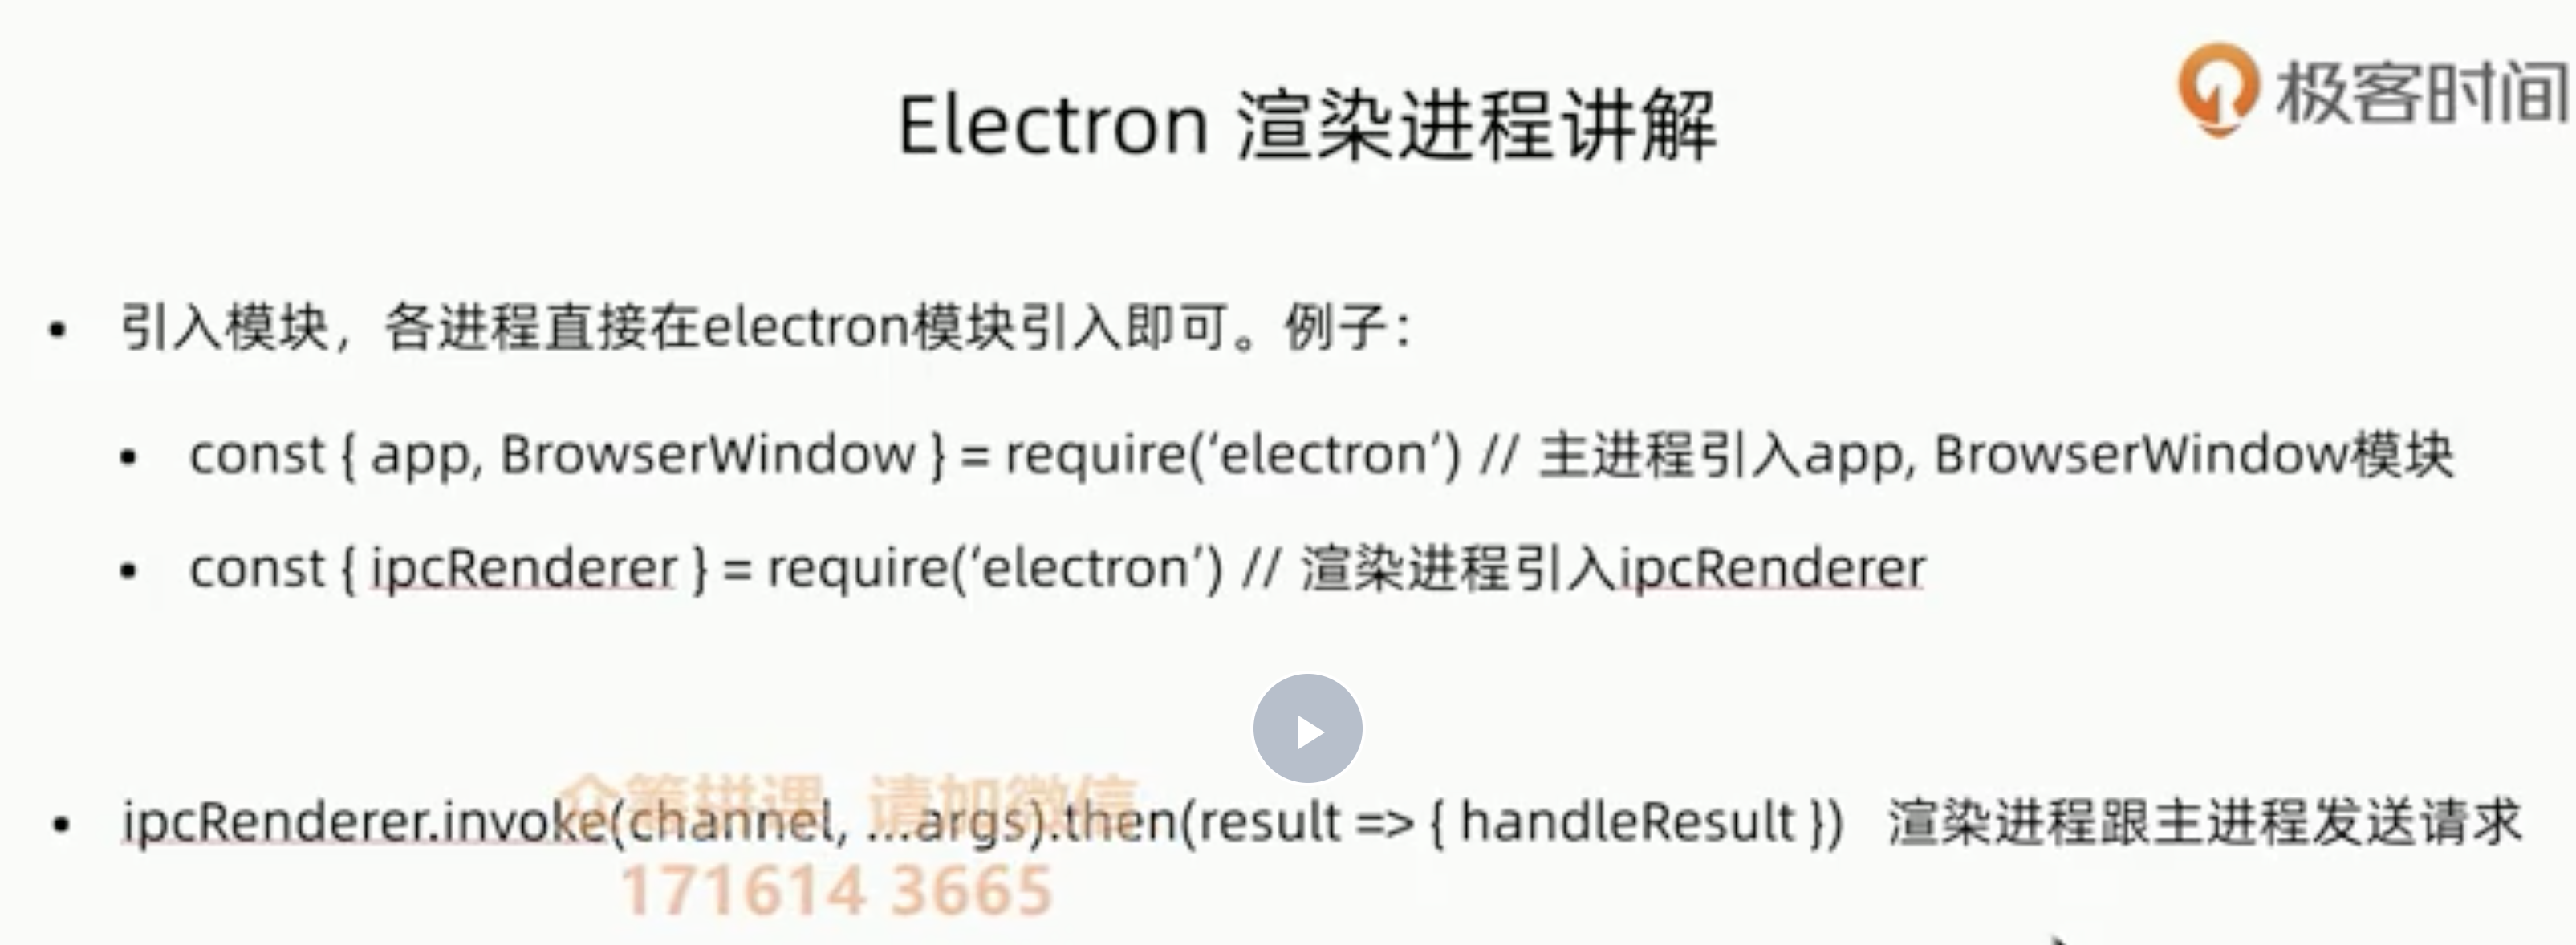 极客时间
Electron 渲染进程讲解
• 引入模块，各进程直接在electron模块引入即可。例子：
• const { app, BrowserWindow } = require(‘electron’) // 主进程引入app, BrowserWindow模块
• const { ipcRenderer } = require(‘electron’) // 渲染进程引入ipcRenderer
众筹拼课 请加微信
• ipcRenderer.invoke(channel, ...args).then(result => { handleResult }) 渲染进程跟主进程发送请求
171614 3665